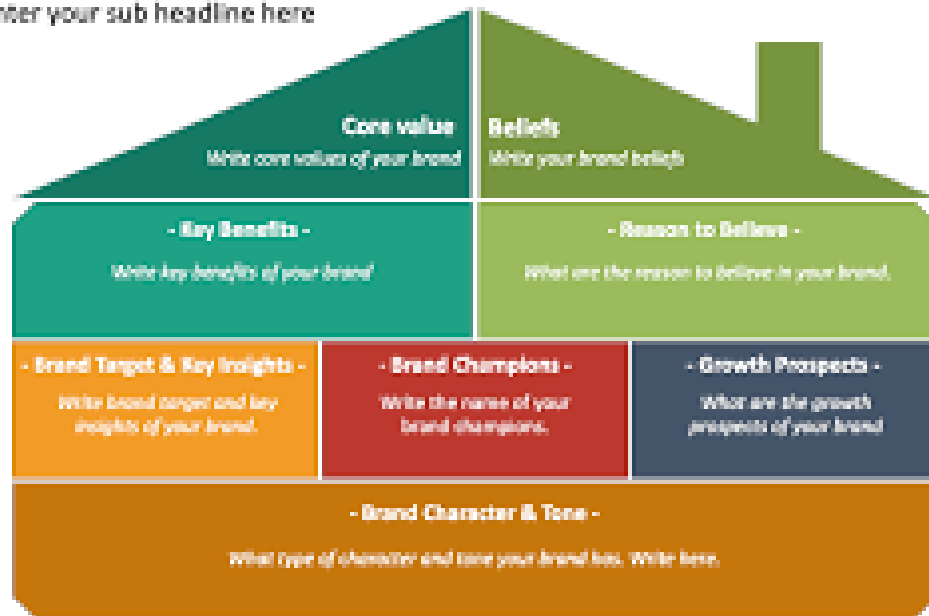 nter your sub headline here
Core value
Write core values of your brand
Beliefs
Write your brand beliefs
- Key Benefits -
Write key benefits of your brand
- Reason to Believe -
What are the reason to believe in your brand.
- Brand Target & Key Insights -
Write brand target and key
insights of your brand.
- Brand Champions -
Write the name of your
brand champions.
- Growth Prospects -
What are the growth
prospects of your brand
- Brand Character & Tone -
What type of character and tone your brand has. Write here.